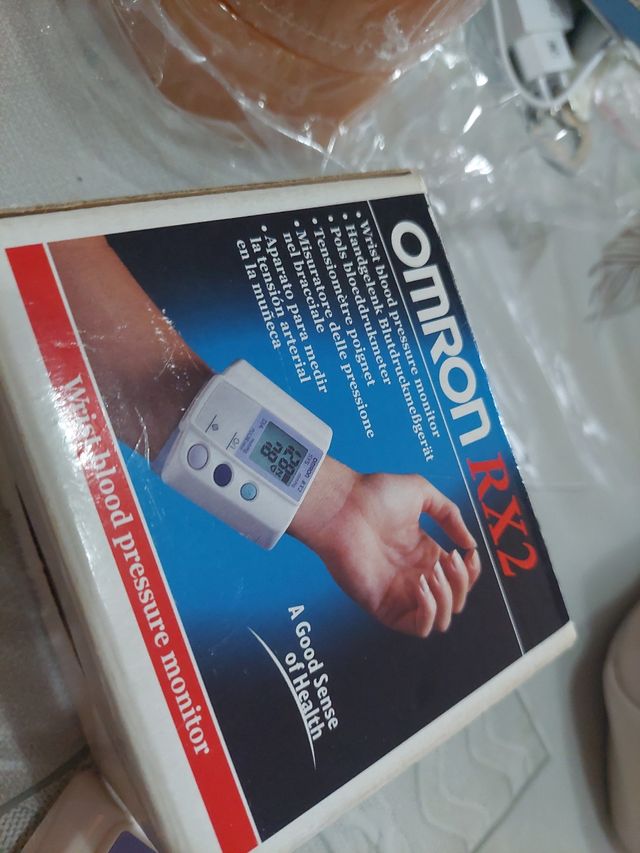 OMRON RX2
• Wrist blood pressure monitor
• Handgelenk Blutdruckmeßgerät
• Pols bloeddrukmeter
• Tensiomètre poignet
• Misuratore delle pressione
nel bracciale
• Aparato para medir
la tensión arterial
en la muñeca
A Good Sense
of Health
Wrist blood pressure monitor